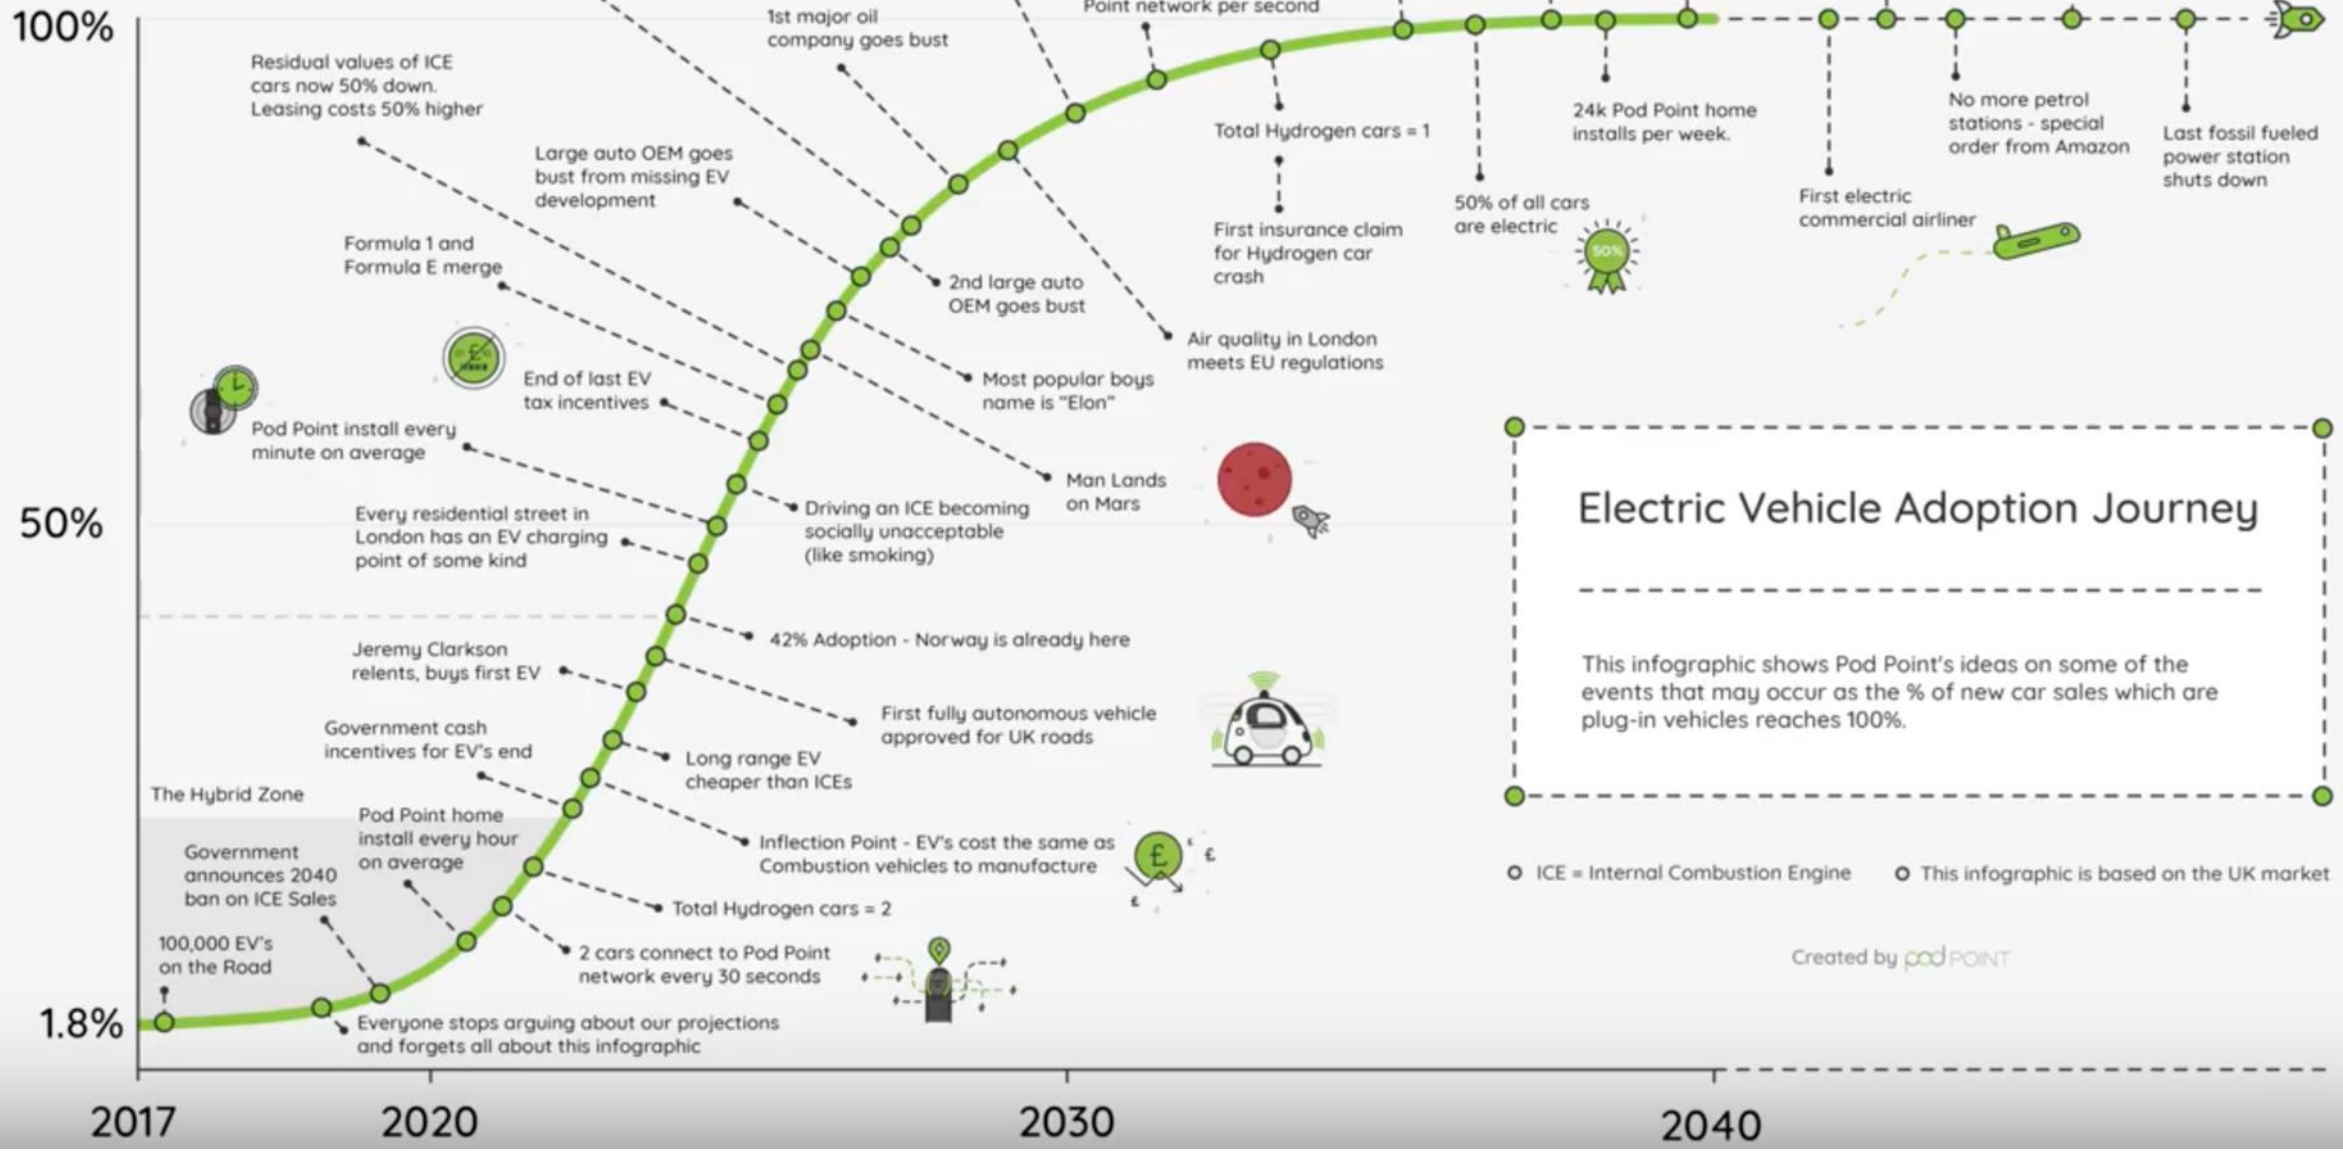 100%
Residual values of ICE
cars now 50% down.
Leasing costs 50% higher
1st major oil
company goes bust
Point network per second
Large auto OEM goes
bust from missing EV
development
Formula 1 and
Formula E merge
End of last EV
tax incentives
Pod Point install every
minute on average
Every residential street in
London has an EV charging
point of some kind
50%
Total Hydrogen cars = 1
First insurance claim
for Hydrogen car
crash
50% of all cars
are electric
50%
24k Pod Point home
installs per week.
First electric
commercial airliner
No more petrol
stations - special
order from Amazon
Last fossil fueled
power station
shuts down
2nd large auto
OEM goes bust
Air quality in London
meets EU regulations
Most popular boys
name is "Elon"
Man Lands
on Mars
Driving an ICE becoming
socially unacceptable
(like smoking)
42% Adoption - Norway is already here
Jeremy Clarkson
relents, buys first EV
First fully autonomous vehicle
approved for UK roads
Government cash
incentives for EV's end
Long range EV
cheaper than ICEs
The Hybrid Zone
Pod Point home
install every hour
on average
Inflection Point - EV's cost the same as
Combustion vehicles to manufacture
£
£
£
£
Government
announces 2040
ban on ICE Sales
Total Hydrogen cars = 2
100,000 EV's
on the Road
2 cars connect to Pod Point
network every 30 seconds
1.8%
Everyone stops arguing about our projections
and forgets all about this infographic
Electric Vehicle Adoption Journey
This infographic shows Pod Point's ideas on some of the
events that may occur as the % of new car sales which are
plug-in vehicles reaches 100%.
ICE = Internal Combustion Engine
This infographic is based on the UK market
Created by pod POINT
2017
2020
2030
2040